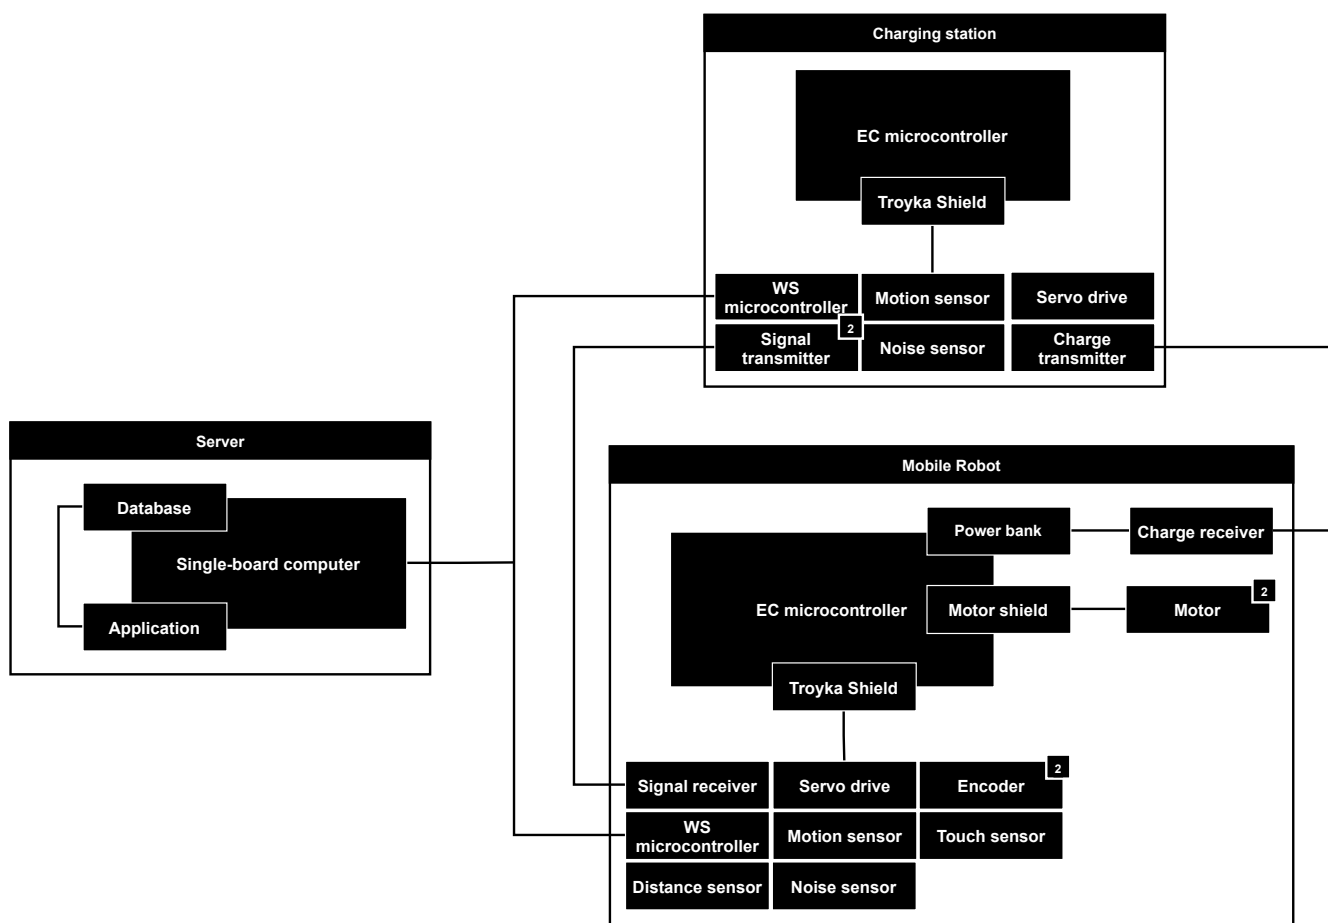 Charging station
EC microcontroller
Troyka Shield
WS
microcontroller
Motion sensor
Servo drive
2
Signal
transmitter
Noise sensor
Charge
transmitter
Server
Database
Single-board computer
Application
Mobile Robot
Power bank
Charge receiver
EC microcontroller
Motor shield
Motor
2
Troyka Shield
Signal receiver
Servo drive
Encoder
2
WS
microcontroller
Motion sensor
Touch sensor
Distance sensor
Noise sensor